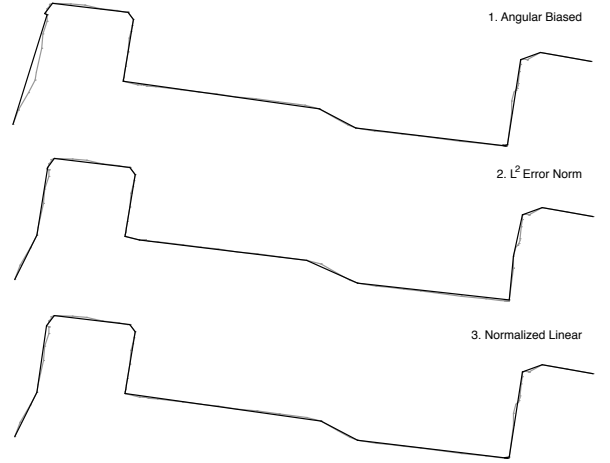 1. Angular Biased
2. L² Error Norm
3. Normalized Linear